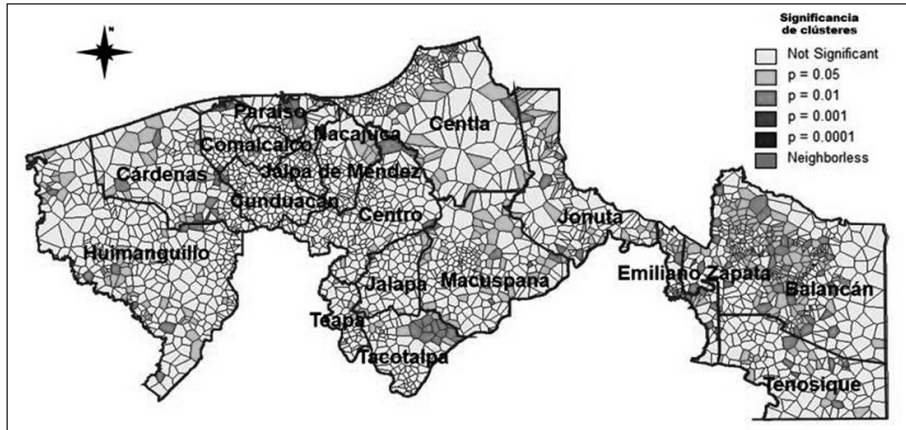 Significancia
de clústeres
N
Not Significant
p = 0.05
p = 0.01
p = 0.001
p = 0.0001
Neighborless
Paraíso
Centla
Nacajuca
Comalcalco
Cárdenas
Jalpa de Méndez
Cunduacán
Centro
Jonuta
Huimanguillo
Emiliano Zapata
Jalapa
Macuspana
Balancán
Teapa
Tacotalpa
Tenosique